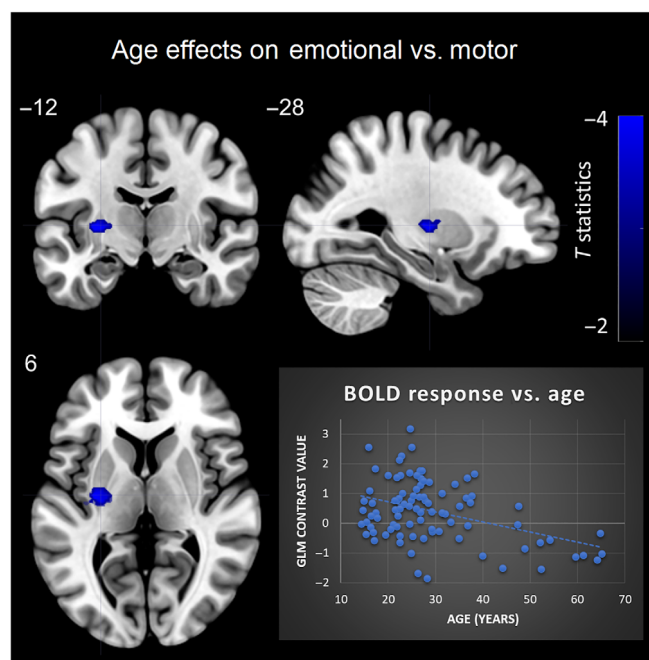 Age effects on emotional vs. motor
–12
–28
–4
T statistics
–2
6
BOLD response vs. age
GLM CONTRAST VALUE
3
2
1
0
–1
–2
10 20 30 40 50 60 70
AGE (YEARS)